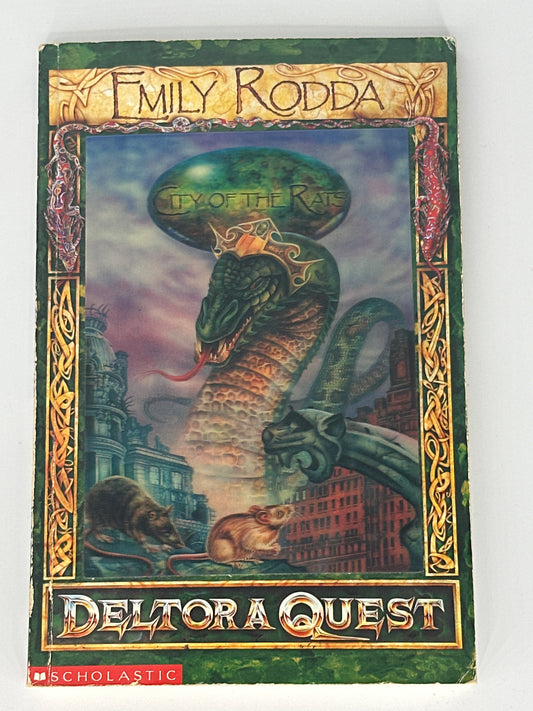 EMILY RODDA
CITY OF THE RATS
DELTORA QUEST
SCHOLASTIC